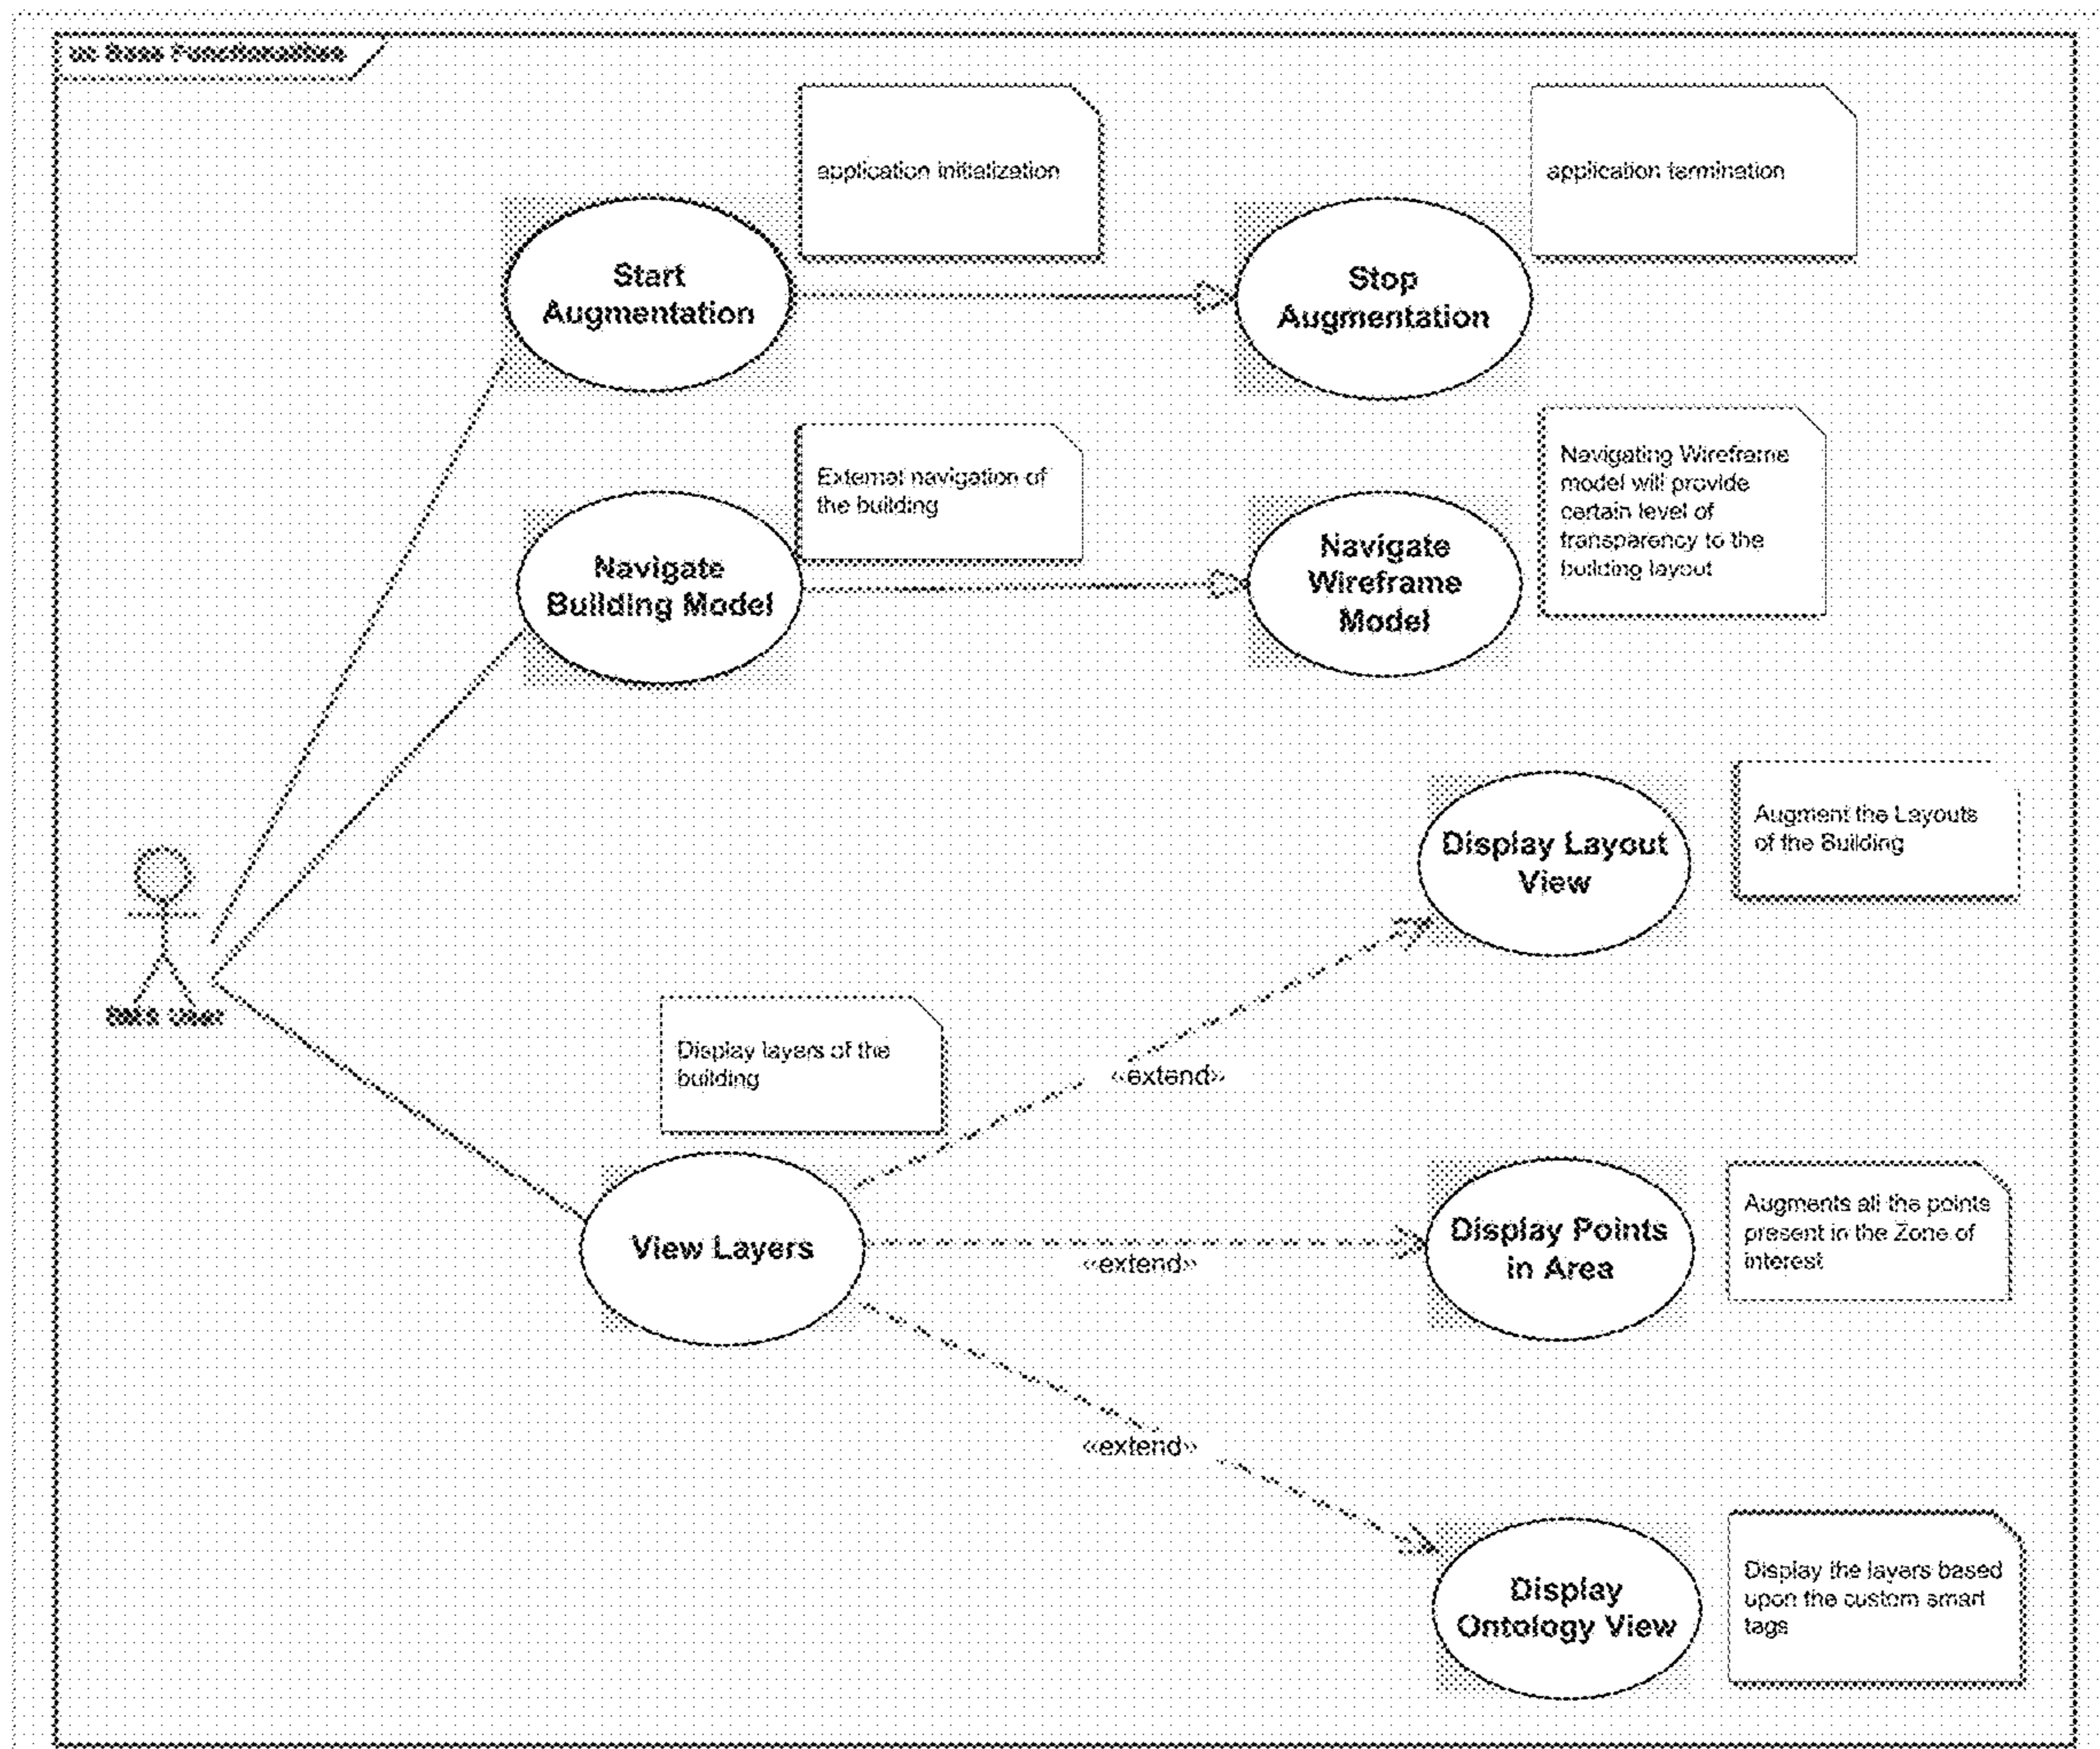 uc Base Functionalities
application initialization
application termination
Start
Augmentation
Stop
Augmentation
External navigation of
the building
Navigating Wireframe
model will provide
certain level of
transparency to the
building layout
Navigate
Building Model
Navigate
Wireframe
Model
Display Layout
View
Augment the Layouts
of the Building
User
Display layers of the
building
«extend»
View Layers
«extend»
Display Points
in Area
Augments all the points
present in the Zone of
interest
«extend»
Display
Ontology View
Display the layers based
upon the custom smart
tags